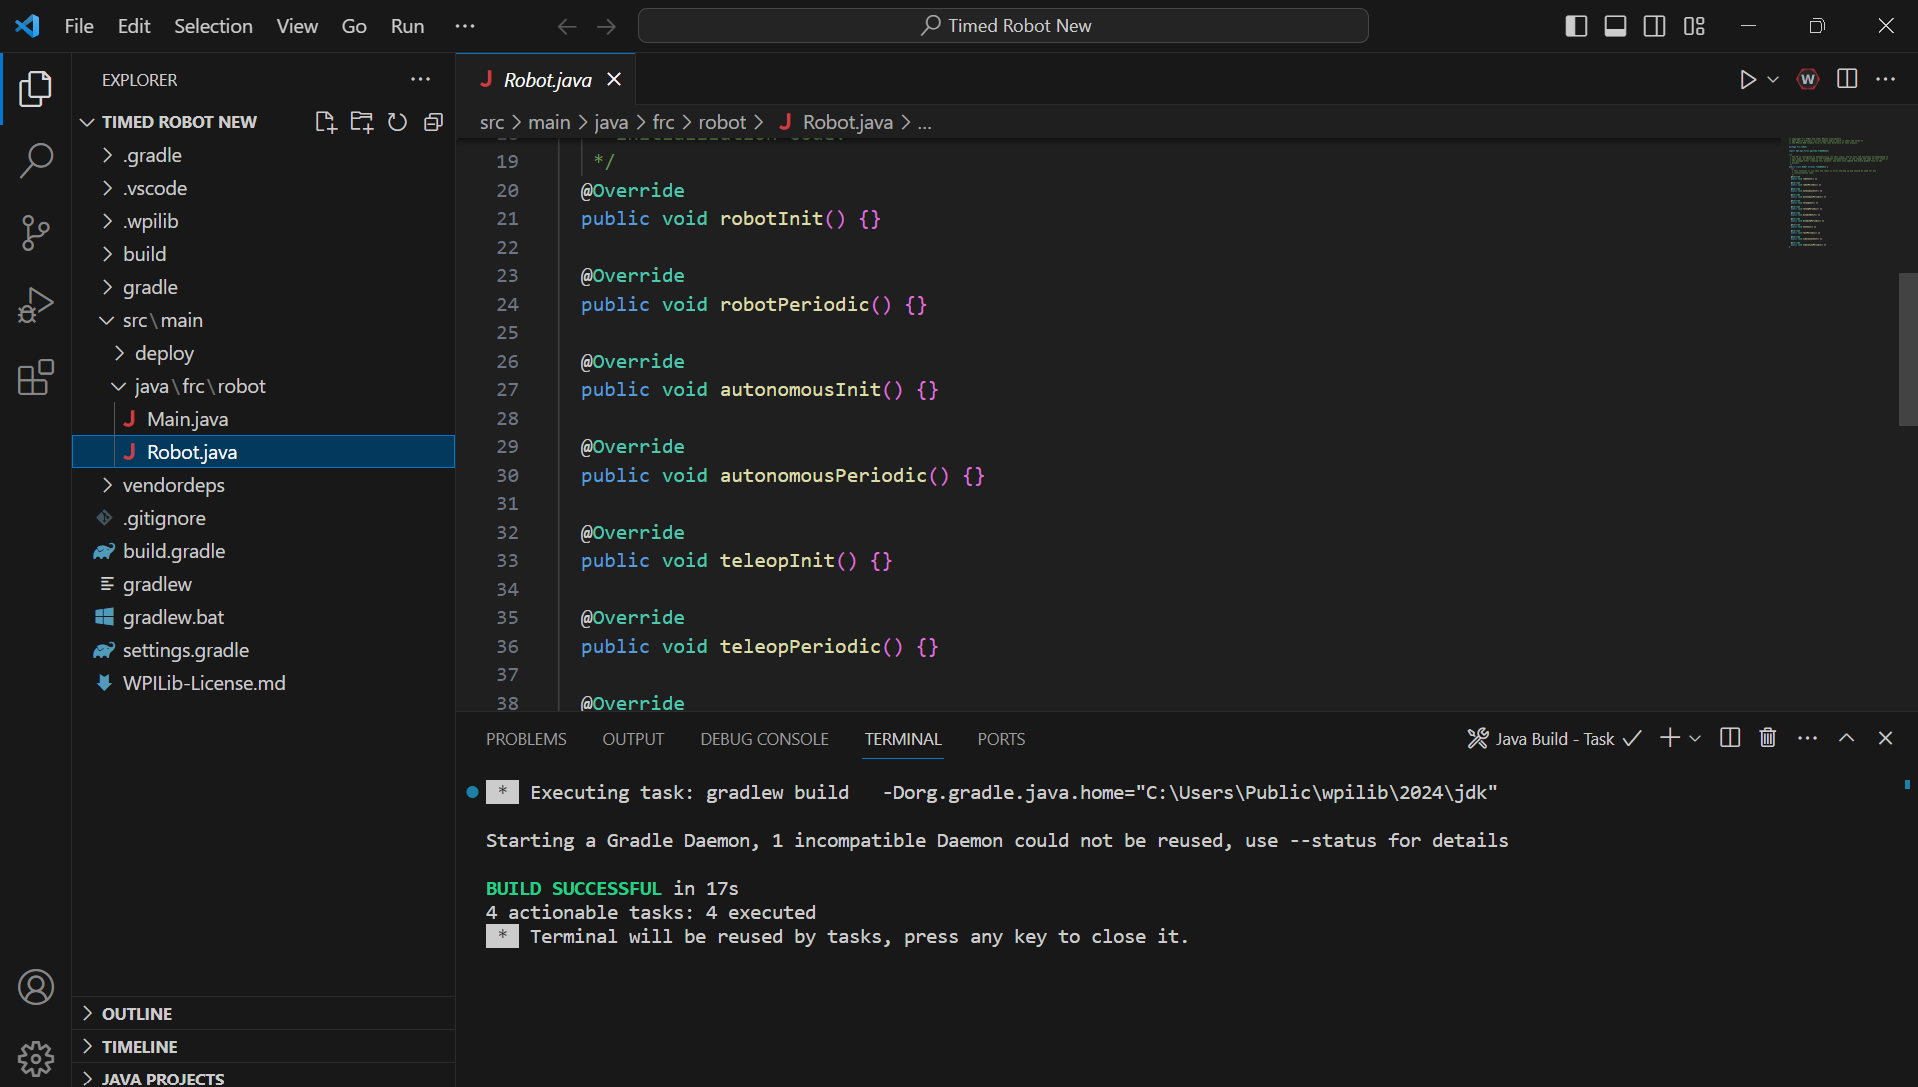 File Edit Selection View Go Run ··· Timed Robot New
EXPLORER ···
TIMED ROBOT NEW
.gradle
.vscode
.wpilib
build
gradle
src\main
deploy
java\frc\robot
J Main.java
J Robot.java
vendordeps
.gitignore
build.gradle
gradlew
gradlew.bat
settings.gradle
WPILib-License.md
OUTLINE
TIMELINE
JAVA PROJECTS
J Robot.java
W
src > main > java > frc > robot > J Robot.java > ...
19 */
20 @Override
21 public void robotInit() {}
22
23 @Override
24 public void robotPeriodic() {}
25
26 @Override
27 public void autonomousInit() {}
28
29 @Override
30 public void autonomousPeriodic() {}
31
32 @Override
33 public void teleopInit() {}
34
35 @Override
36 public void teleopPeriodic() {}
37
38 @Override
PROBLEMS OUTPUT DEBUG CONSOLE TERMINAL PORTS Java Build - Task
* Executing task: gradlew build -Dorg.gradle.java.home="C:\Users\Public\wpilib\2024\jdk"
Starting a Gradle Daemon, 1 incompatible Daemon could not be reused, use --status for details
BUILD SUCCESSFUL in 17s
4 actionable tasks: 4 executed
* Terminal will be reused by tasks, press any key to close it.